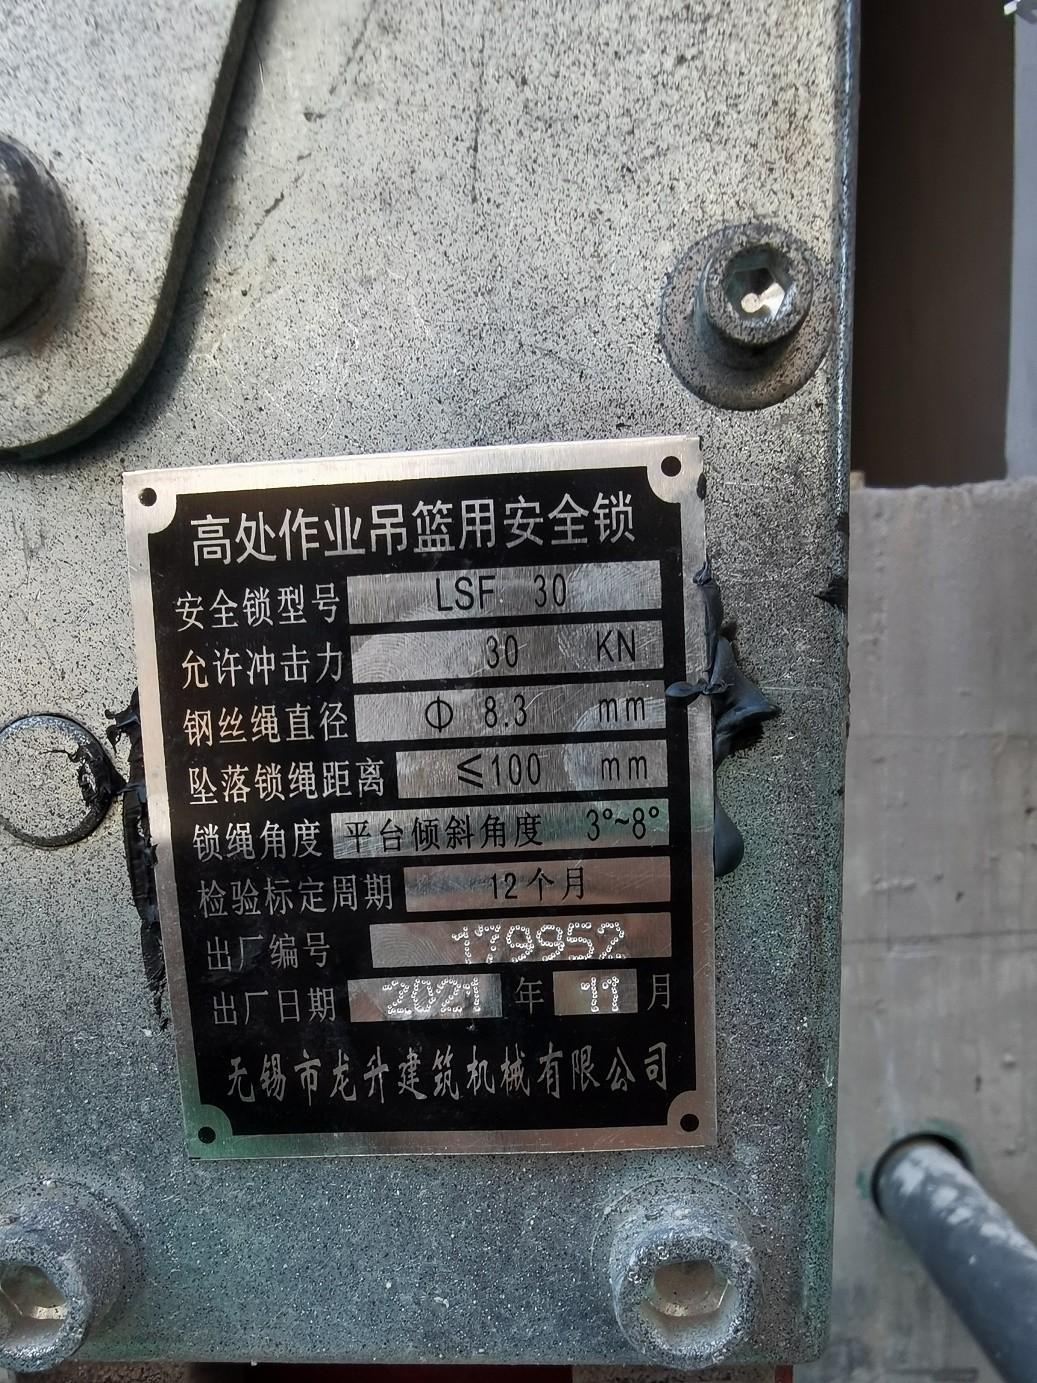 高处作业吊篮用安全锁
安全锁型号 LSF 30
允许冲击力 30 KN
钢丝绳直径 Φ 8.3 mm
坠落锁绳距离 ≤100 mm
锁绳角度 平台倾斜角度 3°~8°
检验标定周期 12个月
出厂编号 179952
出厂日期 2021 年 11 月
无锡市龙升建筑机械有限公司